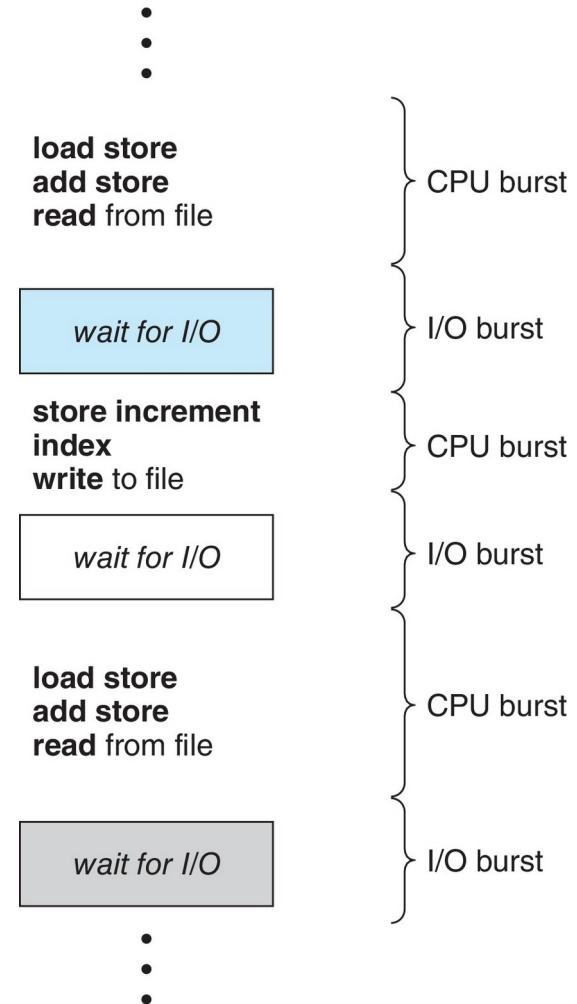 load store
add store
read from file
CPU burst
wait for I/O
I/O burst
store increment
index
write to file
CPU burst
wait for I/O
I/O burst
load store
add store
read from file
CPU burst
wait for I/O
I/O burst